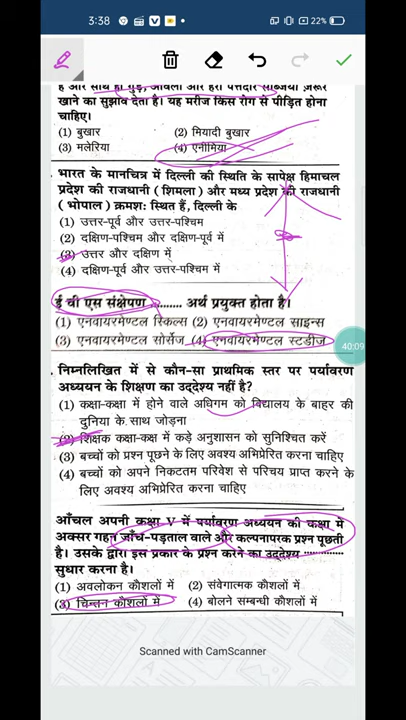 3:38
22%
है और साथ ही गुड़, आंवला और हरी पत्तेदार सब्जियां ज़रूर
खाने का सुझाव देता है। यह मरीज किस रोग से पीड़ित होना
चाहिए।
(1) बुखार (2) मियादी बुखार
(3) मलेरिया (4) एनीमिया
भारत के मानचित्र में दिल्ली की स्थिति के सापेक्ष हिमाचल
प्रदेश की राजधानी (शिमला) और मध्य प्रदेश की राजधानी
(भोपाल) क्रमशः स्थित हैं, दिल्ली के
(1) उत्तर-पूर्व और उत्तर-पश्चिम
(2) दक्षिण-पश्चिम और दक्षिण-पूर्व में
(3) उत्तर और दक्षिण में
(4) दक्षिण-पूर्व और उत्तर-पश्चिम में
ई वी एस संक्षेपण ........ अर्थ प्रयुक्त होता है।
(1) एनवायरमेण्टल स्किल्स (2) एनवायरमेण्टल साइन्स
(3) एनवायरमेण्टल सोर्सेज (4) एनवायरमेण्टल स्टडीज
40:09
निम्नलिखित में से कौन-सा प्राथमिक स्तर पर पर्यावरण
अध्ययन के शिक्षण का उद्देश्य नहीं है?
(1) कक्षा-कक्षा में होने वाले अधिगम को विद्यालय के बाहर की
दुनिया के साथ जोड़ना
(2) शिक्षक कक्षा-कक्ष में कड़े अनुशासन को सुनिश्चित करें
(3) बच्चों को प्रश्न पूछने के लिए अवश्य अभिप्रेरित करना चाहिए
(4) बच्चों को अपने निकटतम परिवेश से परिचय प्राप्त करने के
लिए अवश्य अभिप्रेरित करना चाहिए
आँचल अपनी कक्षा V में पर्यावरण अध्ययन की कक्षा में
अक्सर गहन जाँच-पड़ताल वाले और कल्पनापरक प्रश्न पूछती
है। उसके द्वारा इस प्रकार के प्रश्न करने का उद्देश्य ............
सुधार करना है।
(1) अवलोकन कौशलों में (2) संवेगात्मक कौशलों में
(3) चिन्तन कौशलों में (4) बोलने सम्बन्धी कौशलों में
Scanned with CamScanner